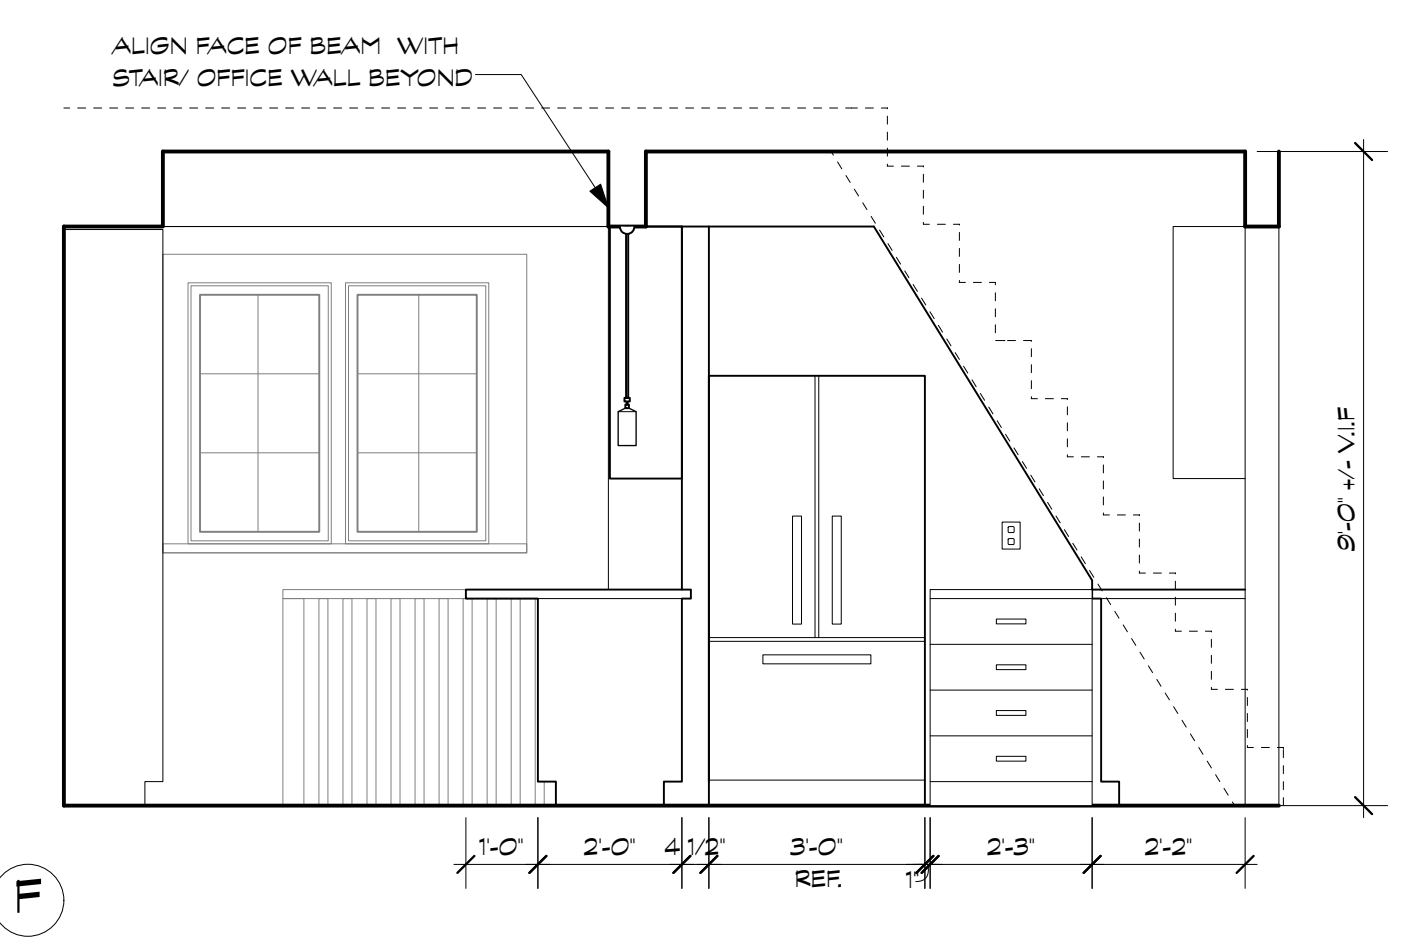 ALIGN FACE OF BEAM WITH
STAIR/ OFFICE WALL BEYOND
9'-0" +/- V.I.F
1'-0" 2'-0" 4 1/2" 3'-0" 2'-3" 2'-2"
REF. 1"
F